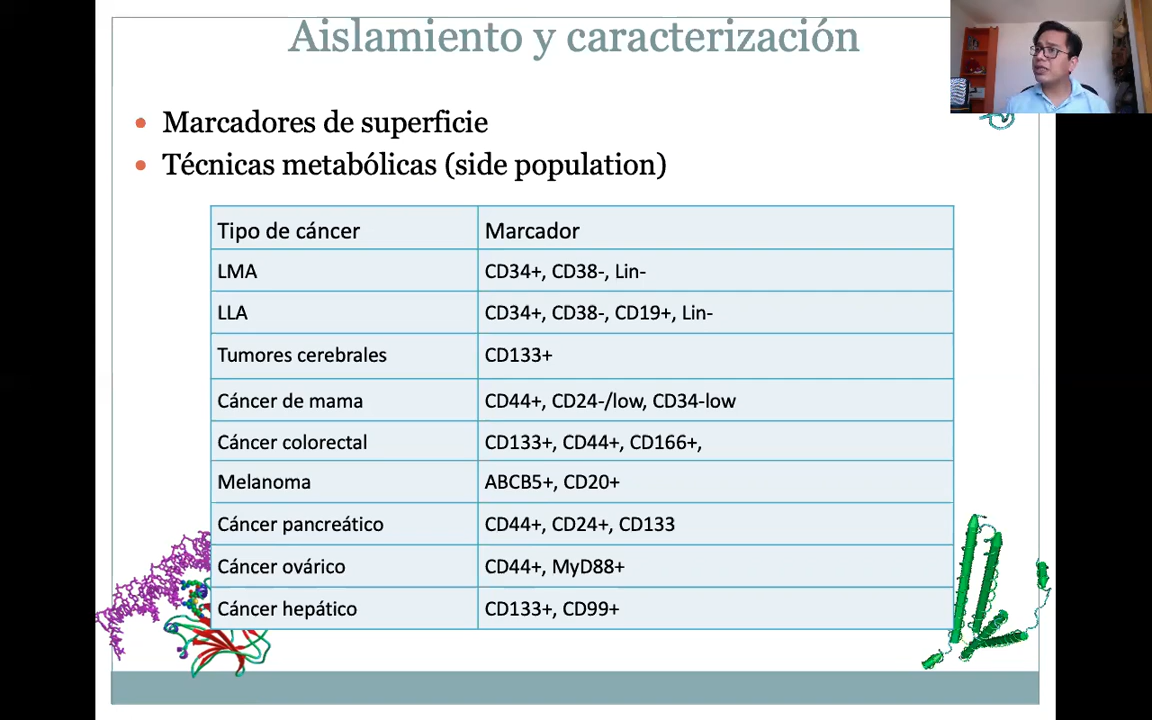 Aislamiento y caracterización
Marcadores de superficie
Técnicas metabólicas (side population)
Tipo de cáncer Marcador
LMA CD34+, CD38-, Lin-
LLA CD34+, CD38-, CD19+, Lin-
Tumores cerebrales CD133+
Cáncer de mama CD44+, CD24-/low, CD34-low
Cáncer colorectal CD133+, CD44+, CD166+,
Melanoma ABCB5+, CD20+
Cáncer pancreático CD44+, CD24+, CD133
Cáncer ovárico CD44+, MyD88+
Cáncer hepático CD133+, CD99+